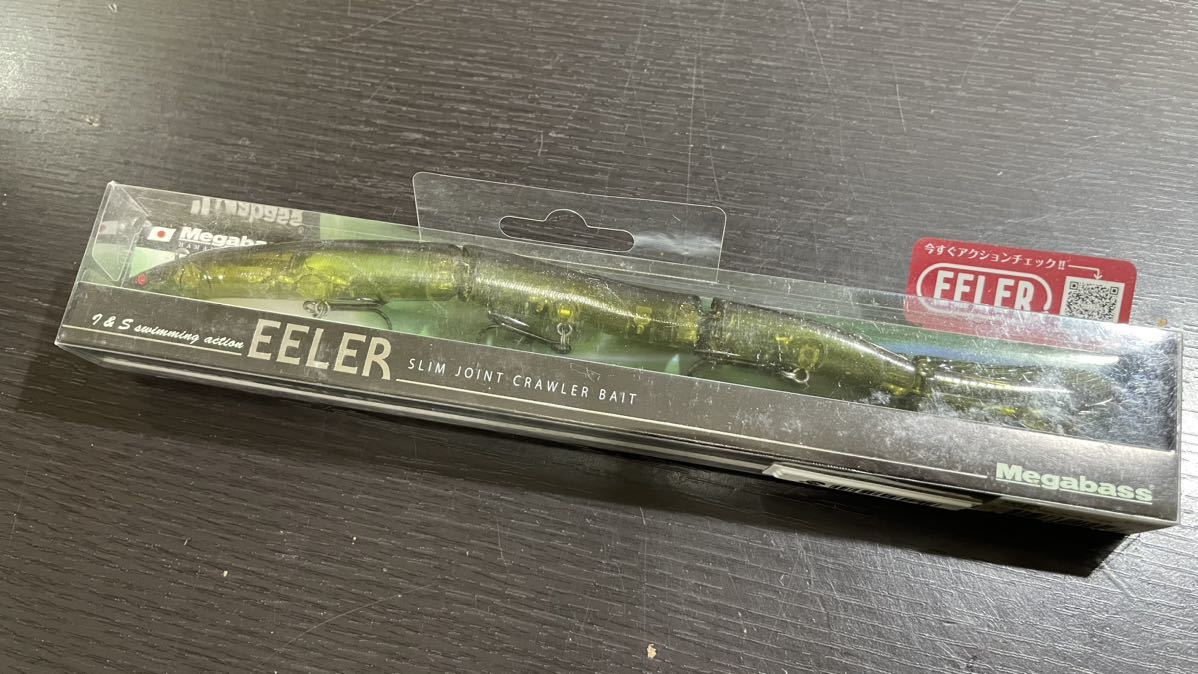 Megabass
今すぐアクションチェック!!
EELER
I & S swimming action
EELER
SLIM JOINT CRAWLER BAIT
Megabass